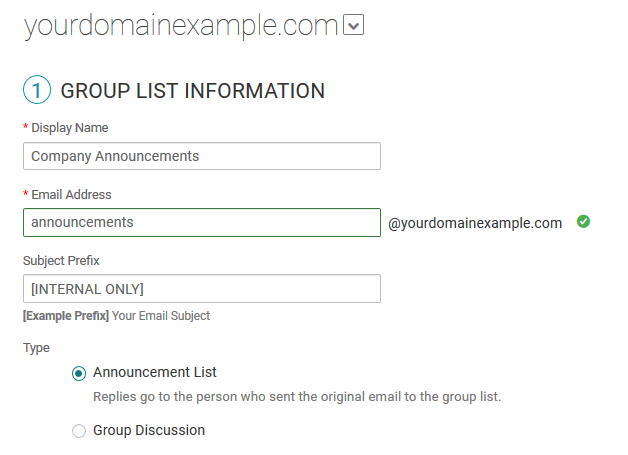 yourdomainexample.com
1 GROUP LIST INFORMATION
* Display Name
Company Announcements
* Email Address
announcements @yourdomainexample.com
Subject Prefix
[INTERNAL ONLY]
[Example Prefix] Your Email Subject
Type
Announcement List
Replies go to the person who sent the original email to the group list.
Group Discussion